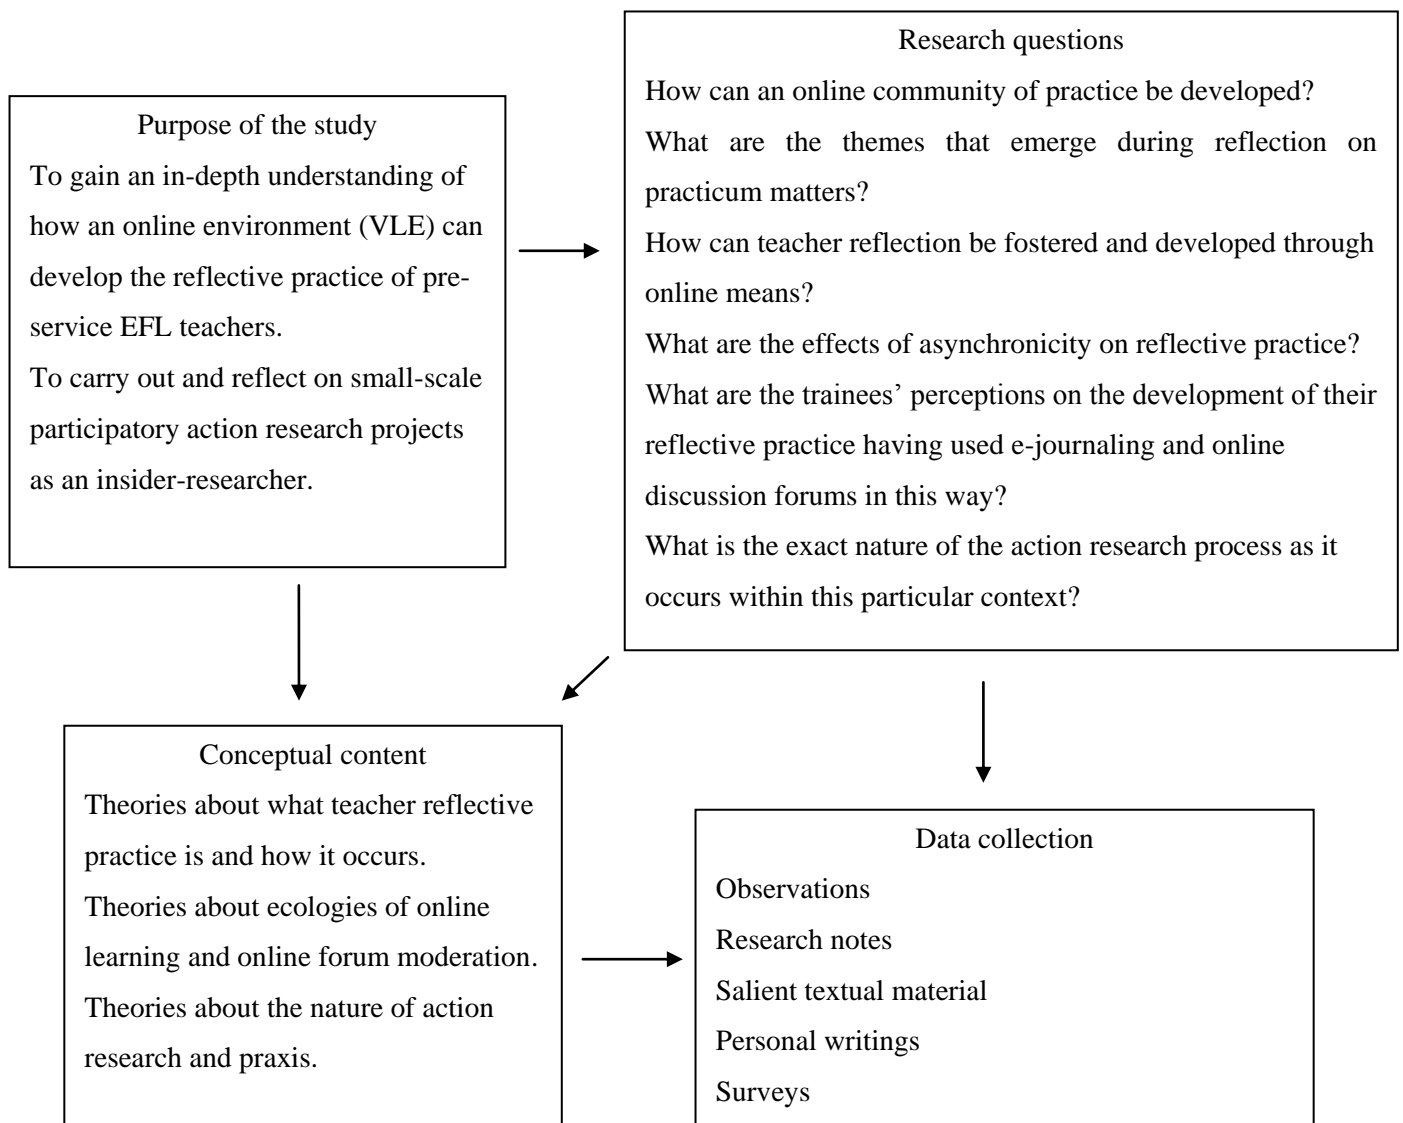 Purpose of the study
To gain an in-depth understanding of
how an online environment (VLE) can
develop the reflective practice of pre-
service EFL teachers.
To carry out and reflect on small-scale
participatory action research projects
as an insider-researcher.
Research questions
How can an online community of practice be developed?
What are the themes that emerge during reflection on
practicum matters?
How can teacher reflection be fostered and developed through
online means?
What are the effects of asynchronicity on reflective practice?
What are the trainees’ perceptions on the development of their
reflective practice having used e-journaling and online
discussion forums in this way?
What is the exact nature of the action research process as it
occurs within this particular context?
Conceptual content
Theories about what teacher reflective
practice is and how it occurs.
Theories about ecologies of online
learning and online forum moderation.
Theories about the nature of action
research and praxis.
Data collection
Observations
Research notes
Salient textual material
Personal writings
Surveys